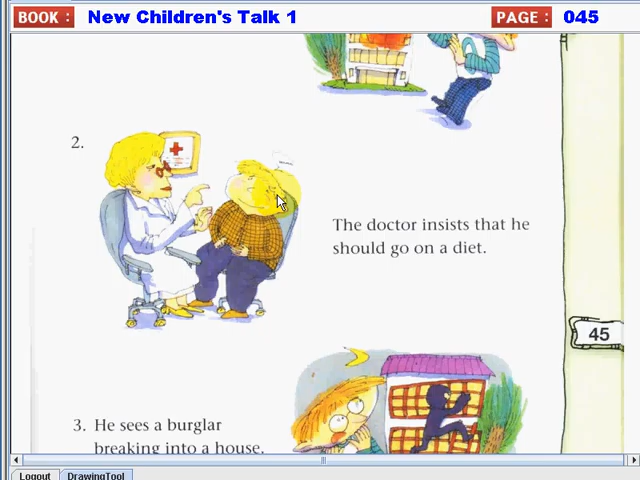 BOOK : New Children's Talk 1 PAGE : 045
2.
The doctor insists that he
should go on a diet.
45
3. He sees a burglar
breaking into a house.
Logout DrawingTool